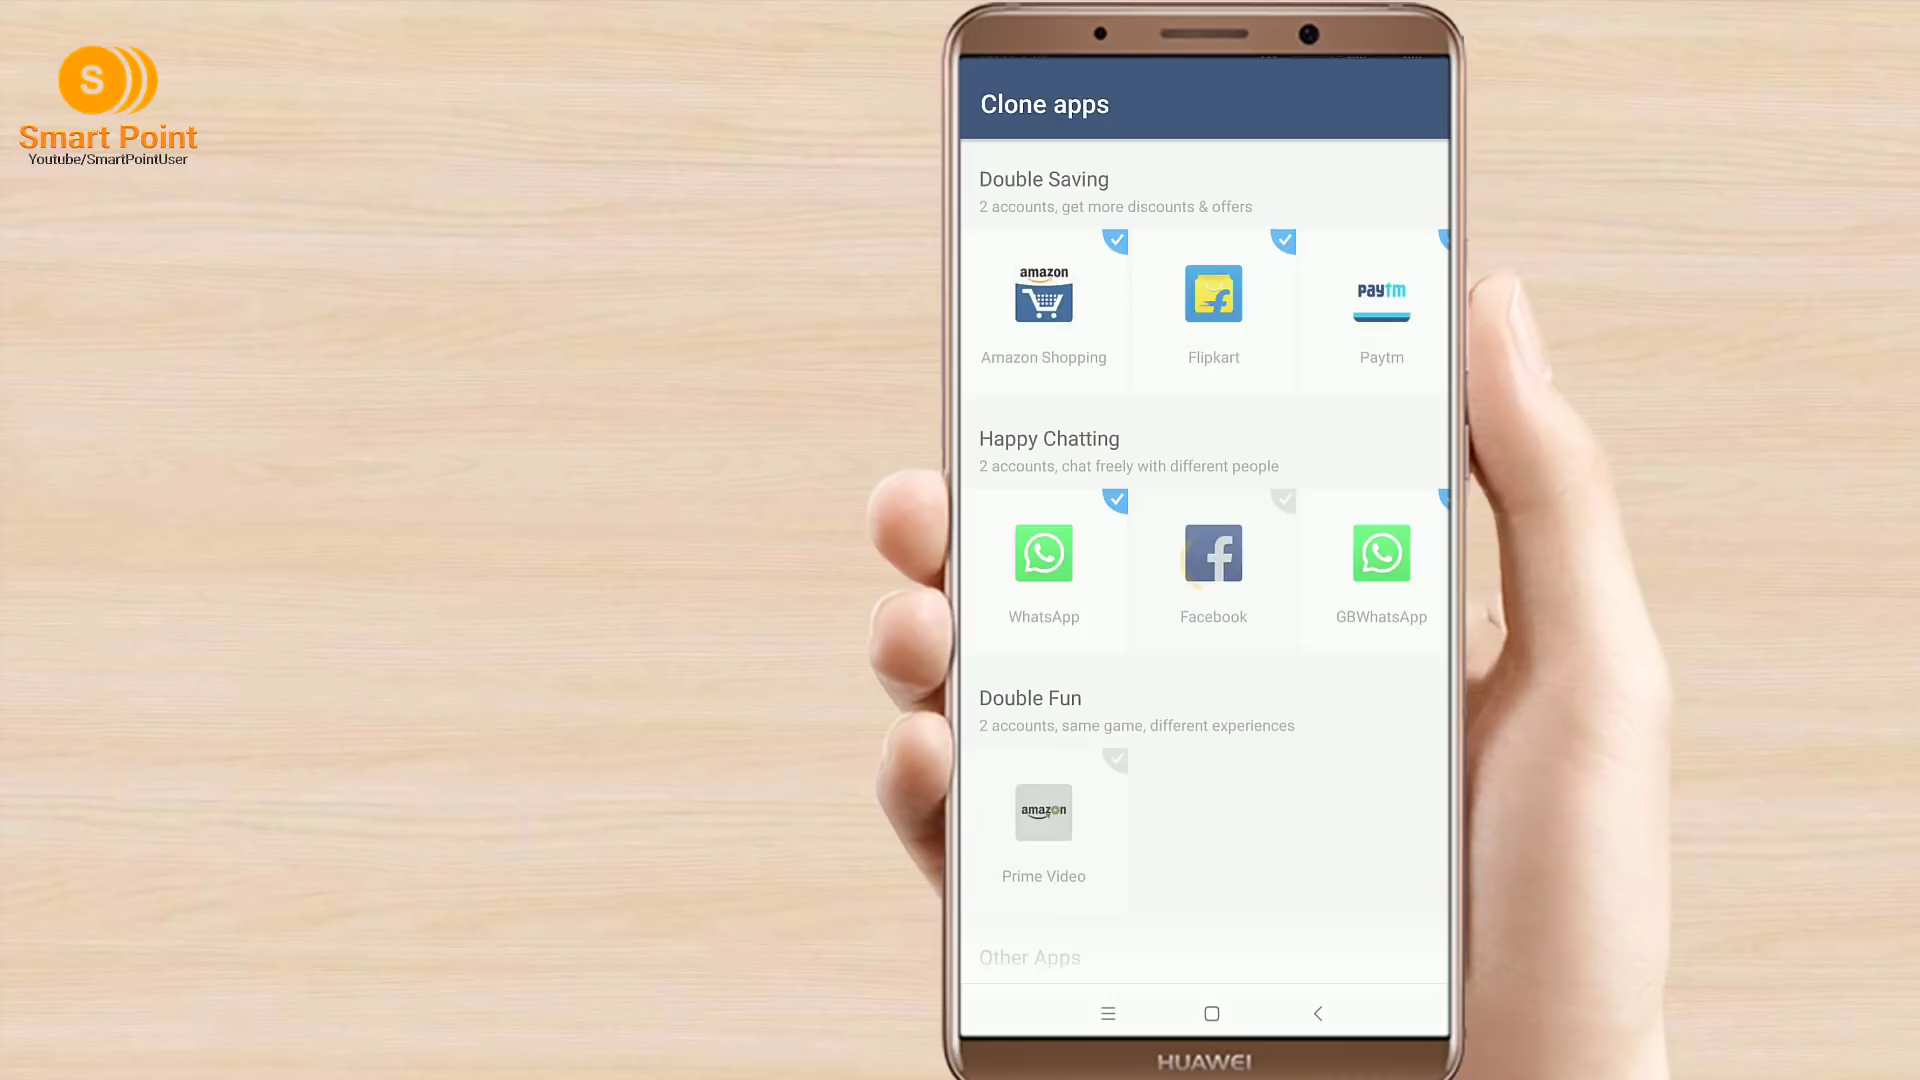 S
Smart Point
Youtube/SmartPointUser
Clone apps
Double Saving
2 accounts, get more discounts & offers
amazon
paytm
Amazon Shopping
Flipkart
Paytm
Happy Chatting
2 accounts, chat freely with different people
WhatsApp
Facebook
GBWhatsApp
Double Fun
2 accounts, same game, different experiences
amazon
Prime Video
Other Apps
HUAWEI